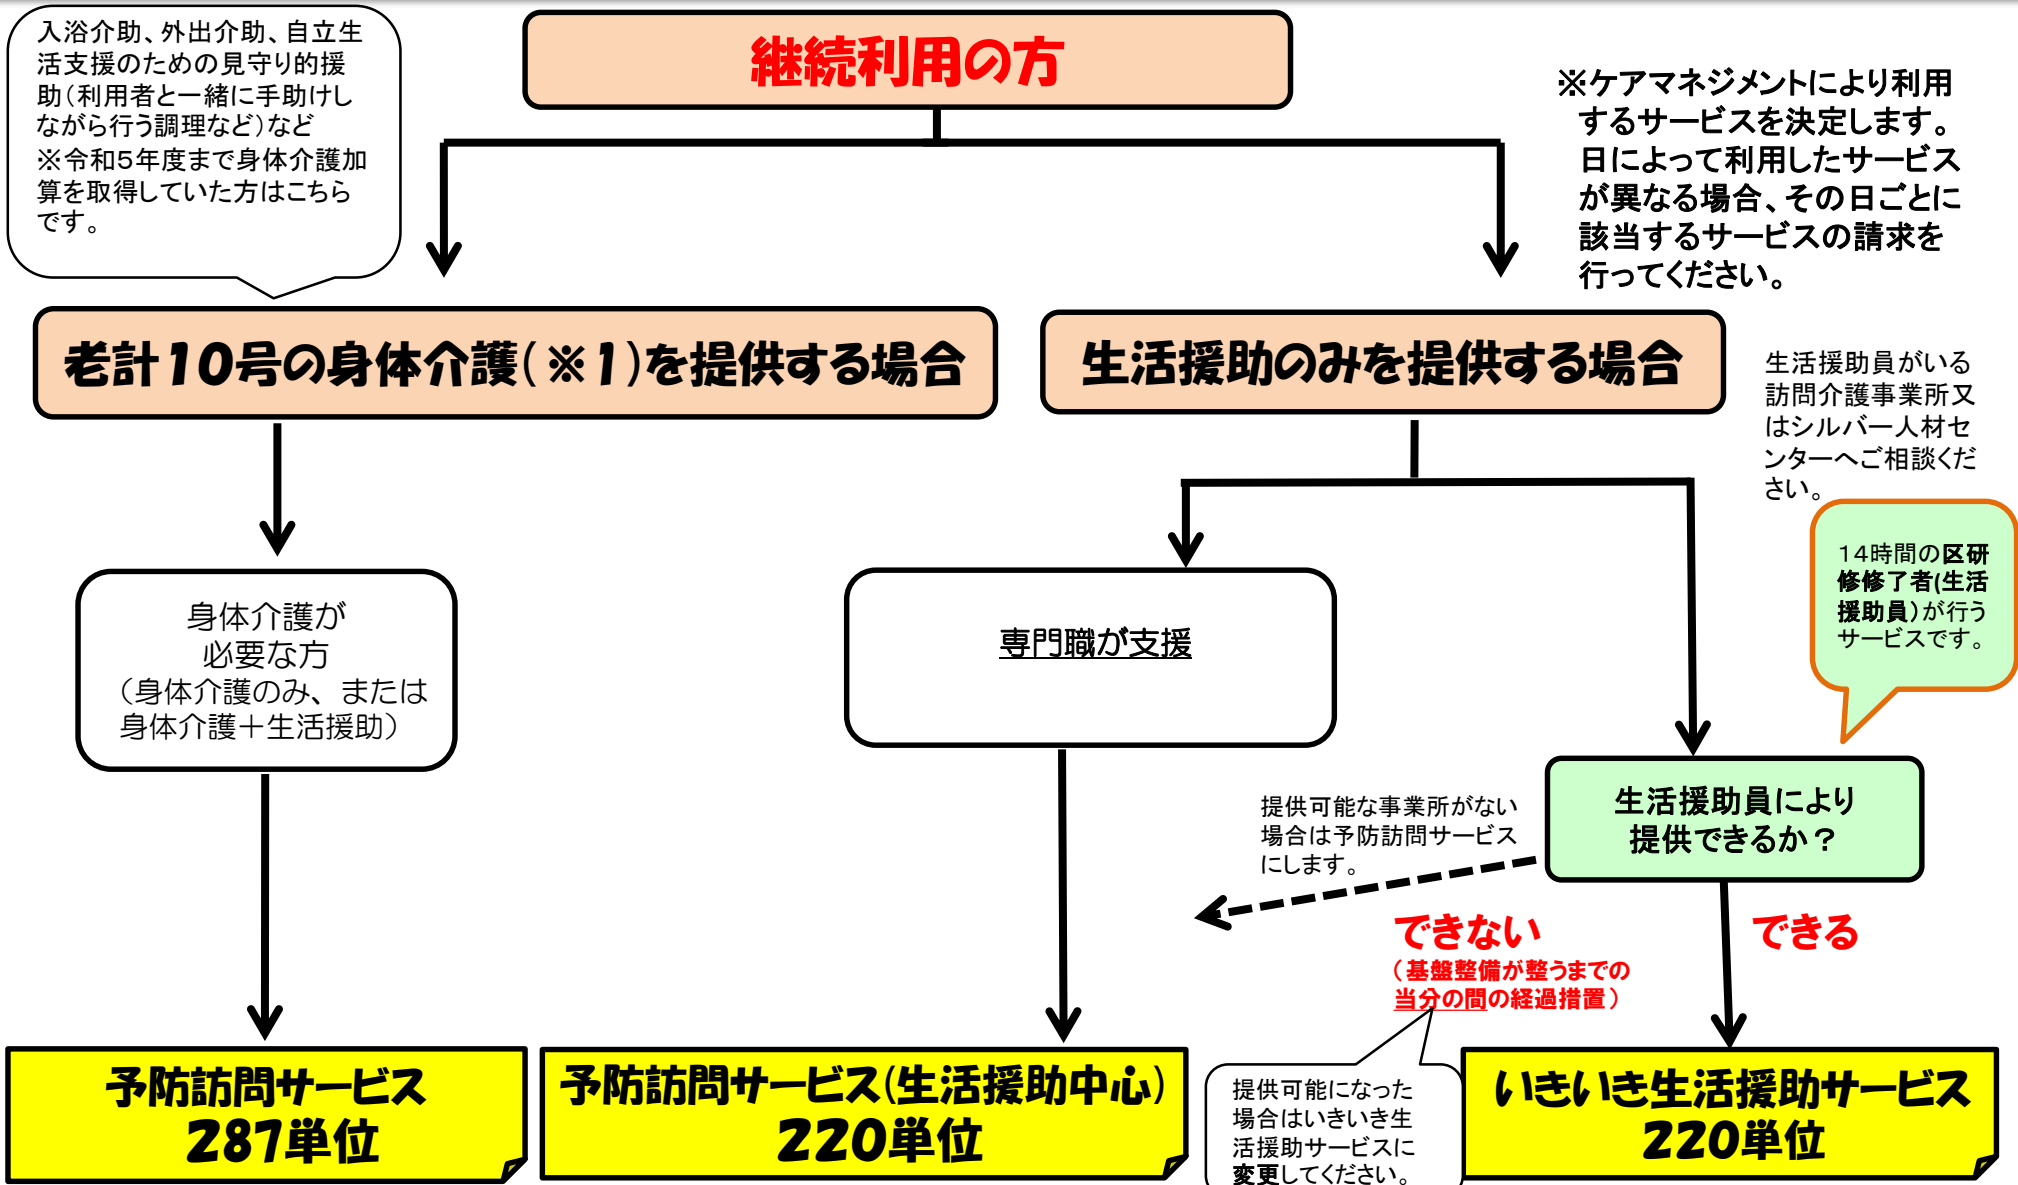 入浴介助、外出介助、自立生
活支援のための見守り的援
助(利用者と一緒に手助けし
ながら行う調理など)など
※令和5年度まで身体介護加
算を取得していた方はこちら
です。
継続利用の方
※ケアマネジメントにより利用
するサービスを決定します。
日によって利用したサービス
が異なる場合、その日ごとに
該当するサービスの請求を
行ってください。
老計10号の身体介護(※1)を提供する場合
生活援助のみを提供する場合
生活援助員がいる
訪問介護事業所又
はシルバー人材セ
ンターへご相談くだ
さい。
14時間の区研
修修了者(生活
援助員)が行う
サービスです。
身体介護が
必要な方
(身体介護のみ、または
身体介護+生活援助)
専門職が支援
生活援助員により
提供できるか?
提供可能な事業所がない
場合は予防訪問サービス
にします。
できない
(基盤整備が整うまでの
当分の間の経過措置)
できる
予防訪問サービス
287単位
予防訪問サービス(生活援助中心)
220単位
提供可能になった
場合はいきいき生
活援助サービスに
変更してください。
いきいき生活援助サービス
220単位